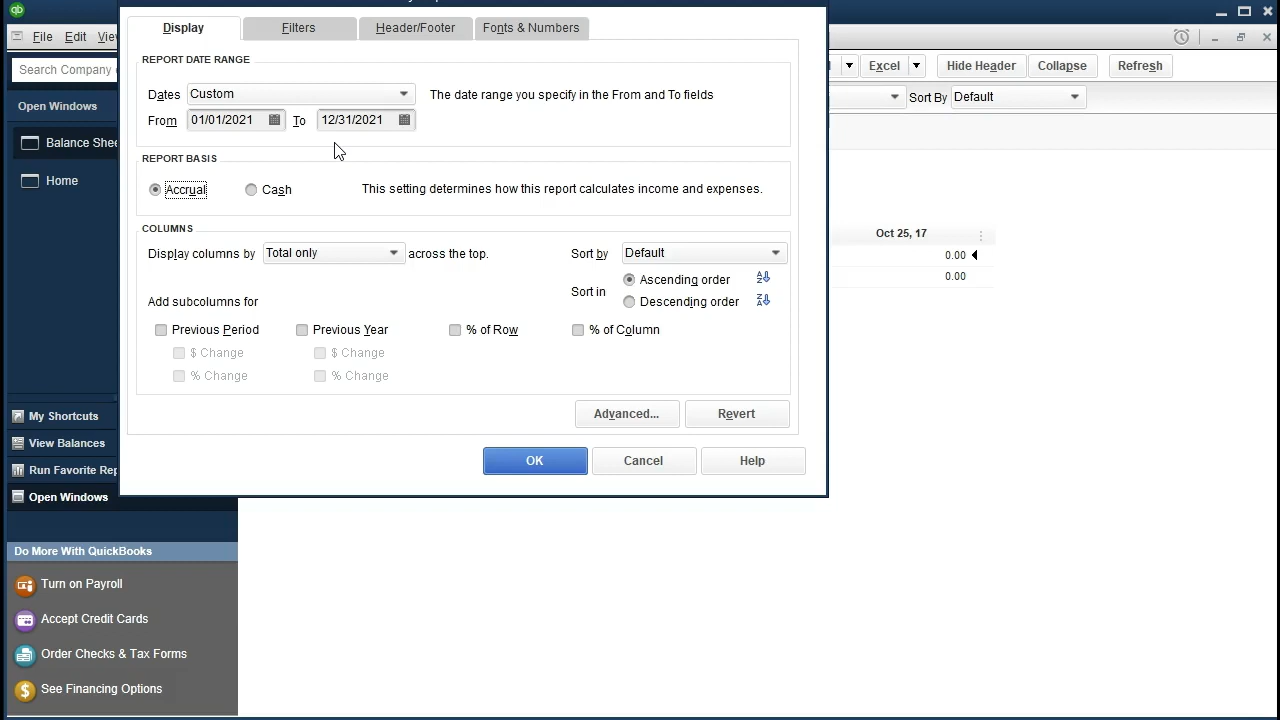 qb
Display
Filters
Header/Footer
Fonts & Numbers
File Edit
Search Company
Excel
Hide Header
Collapse
Refresh
REPORT DATE RANGE
Dates Custom The date range you specify in the From and To fields
From 01/01/2021 To 12/31/2021
Sort By Default
Open Windows
Balance
Home
REPORT BASIS
Accrual Cash This setting determines how this report calculates income and expenses.
COLUMNS
Display columns by Total only across the top. Sort by Default
Sort in Ascending order
Descending order
Add subcolumns for
Previous Period Previous Year % of Row % of Column
$ Change $ Change
% Change % Change
Advanced... Revert
OK Cancel Help
Oct 25, 17
0.00
0.00
My Shortcuts
View Balances
Run Favorite
Open Windows
Do More With QuickBooks
Turn on Payroll
Accept Credit Cards
Order Checks & Tax Forms
See Financing Options